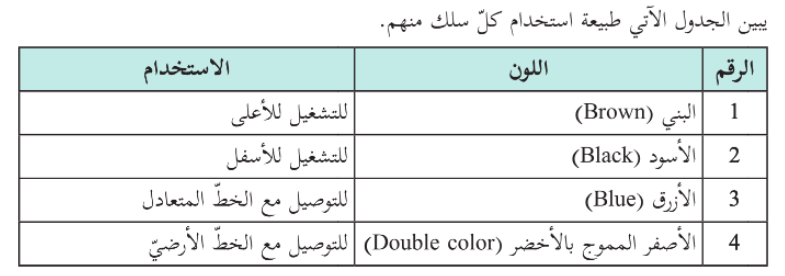 يبين الجدول الآتي طبيعة استخدام كلّ سلك منهم.
الرقم اللون الاستخدام
1 البني (Brown) للتشغيل للأعلى
2 الأسود (Black) للتشغيل للأسفل
3 الأزرق (Blue) للتوصيل مع الخطّ المتعادل
4 الأصفر المموج بالأخضر (Double color) للتوصيل مع الخطّ الأرضيّ